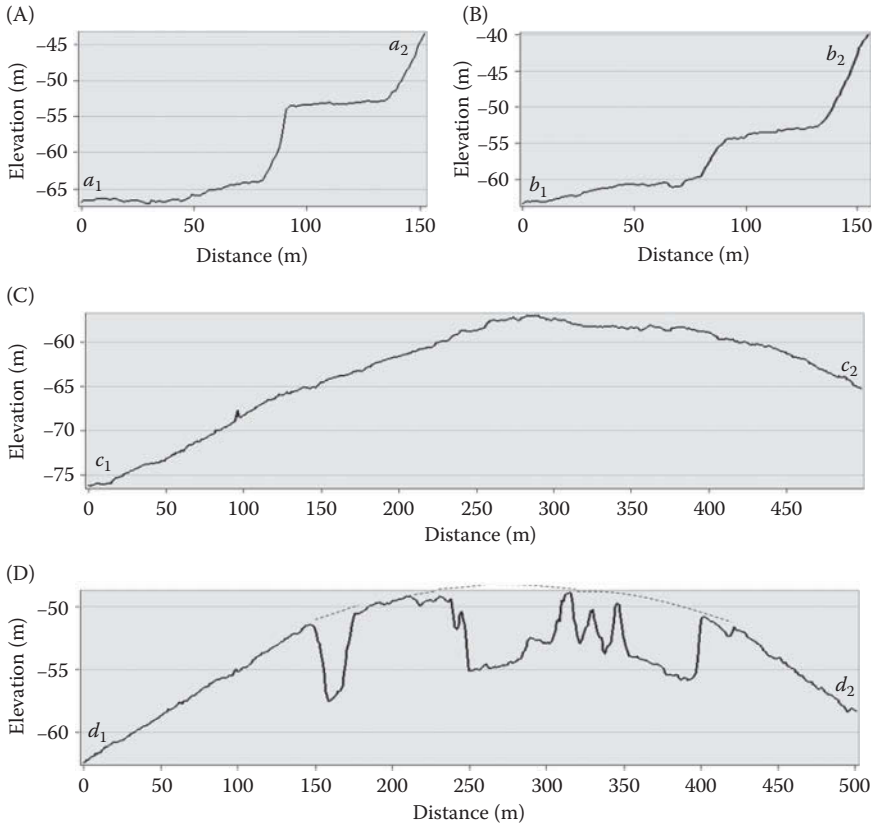 (A)
−45
−50
−55
−60
−65
Elevation (m)
a₁
a₂
0 50 100 150
Distance (m)
(B)
−40
−45
−50
−55
−60
Elevation (m)
b₁
b₂
0 50 100 150
Distance (m)
(C)
−60
−65
−70
−75
Elevation (m)
c₁
c₂
0 50 100 150 200 250 300 350 400 450
Distance (m)
(D)
−50
−55
−60
Elevation (m)
d₁
d₂
0 50 100 150 200 250 300 350 400 450 500
Distance (m)